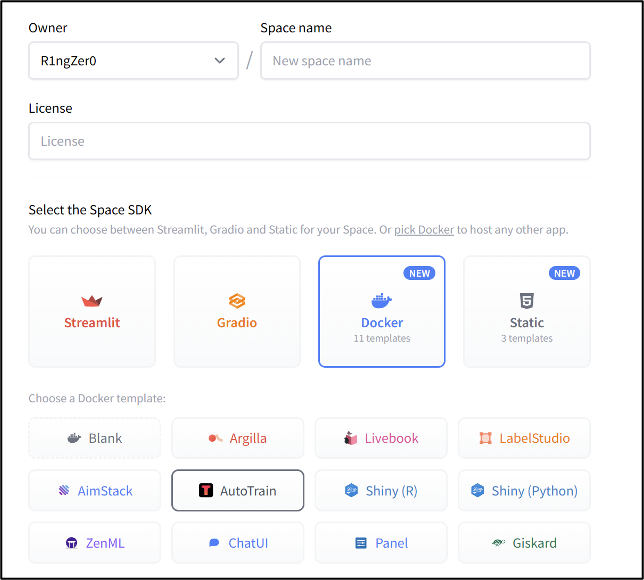 Owner
Space name
R1ngZer0
/
New space name
License
License
Select the Space SDK
You can choose between Streamlit, Gradio and Static for your Space. Or pick Docker to host any other app.
NEW
NEW
Streamlit
Gradio
Docker
Static
11 templates
3 templates
Choose a Docker template:
Blank
Argilla
Livebook
LabelStudio
AimStack
AutoTrain
Shiny (R)
Shiny (Python)
ZenML
ChatUI
Panel
Giskard